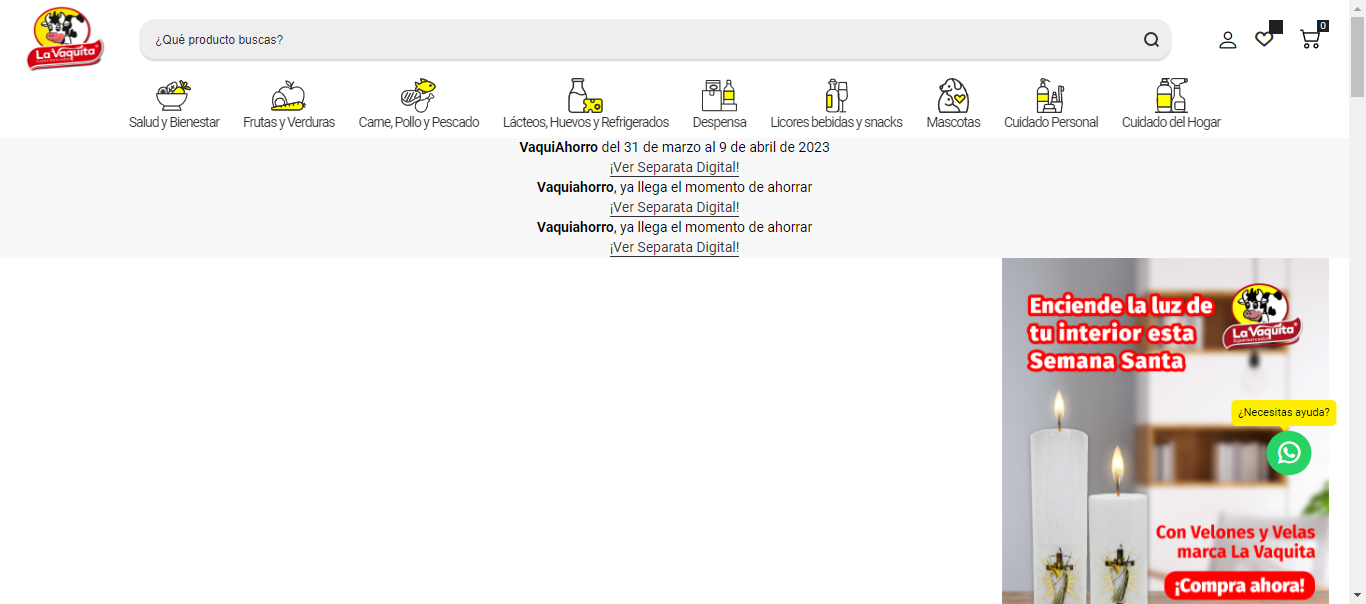 La Vaquita
Supermercados
¿Qué producto buscas?
0
Salud y Bienestar
Frutas y Verduras
Carne, Pollo y Pescado
Lácteos, Huevos y Refrigerados
Despensa
Licores bebidas y snacks
Mascotas
Cuidado Personal
Cuidado del Hogar
VaquiAhorro del 31 de marzo al 9 de abril de 2023
¡Ver Separata Digital!
Vaquiahorro, ya llega el momento de ahorrar
¡Ver Separata Digital!
Vaquiahorro, ya llega el momento de ahorrar
¡Ver Separata Digital!
Enciende la luz de
tu interior esta
Semana Santa
La Vaquita
Supermercados
¿Necesitas ayuda?
Con Velones y Velas
marca La Vaquita
¡Compra ahora!